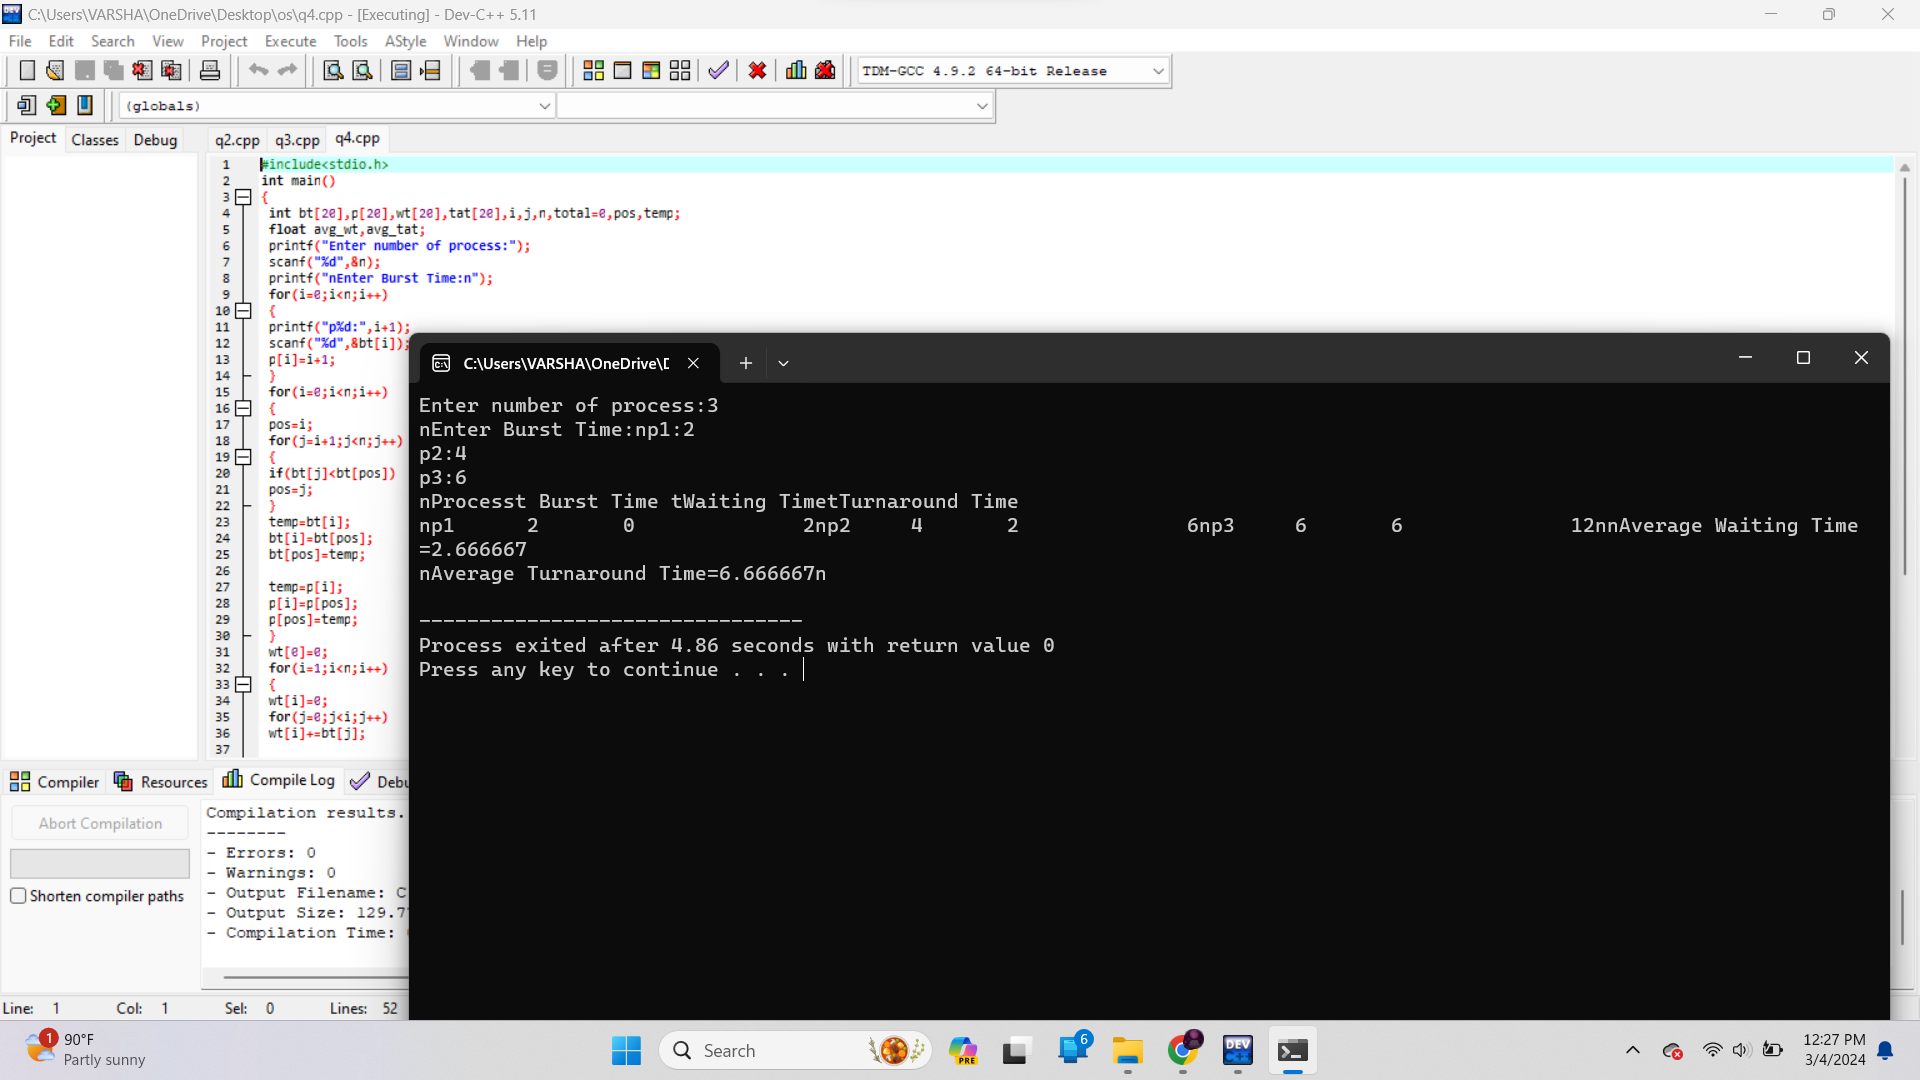 C:\Users\VARSHA\OneDrive\Desktop\os\q4.cpp - [Executing] - Dev-C++ 5.11
File Edit Search View Project Execute Tools AStyle Window Help
TDM-GCC 4.9.2 64-bit Release
(globals)
Project Classes Debug
q2.cpp q3.cpp q4.cpp
1 #include<stdio.h>
2 int main()
3 {
4 int bt[20],p[20],wt[20],tat[20],i,j,n,total=0,pos,temp;
5 float avg_wt,avg_tat;
6 printf("Enter number of process:");
7 scanf("%d",&n);
8 printf("nEnter Burst Time:n");
9 for(i=0;i<n;i++)
10 {
11 printf("p%d:",i+1);
12 scanf("%d",&bt[i]);
13 p[i]=i+1;
14 }
15 for(i=0;i<n;i++)
16 {
17 pos=i;
18 for(j=i+1;j<n;j++)
19 {
20 if(bt[j]<bt[pos])
21 pos=j;
22 }
23 temp=bt[i];
24 bt[i]=bt[pos];
25 bt[pos]=temp;
26
27 temp=p[i];
28 p[i]=p[pos];
29 p[pos]=temp;
30 }
31 wt[0]=0;
32 for(i=1;i<n;i++)
33 {
34 wt[i]=0;
35 for(j=0;j<i;j++)
36 wt[i]+=bt[j];
37
C:\Users\VARSHA\OneDrive\D
Enter number of process:3
nEnter Burst Time:np1:2
p2:4
p3:6
nProcesst Burst Time tWaiting TimetTurnaround Time
np1      2       0              2np2     4       2              6np3     6       6              12nnAverage Waiting Time
=2.666667
nAverage Turnaround Time=6.666667n
--------------------------------
Process exited after 4.86 seconds with return value 0
Press any key to continue . . .
Compiler Resources Compile Log Debu
Abort Compilation
Shorten compiler paths
Compilation results.
--------
- Errors: 0
- Warnings: 0
- Output Filename: C
- Output Size: 129.7
- Compilation Time:
Line: 1 Col: 1 Sel: 0 Lines: 52
1
90°F
Partly sunny
Search
PRE
6
DEV
12:27 PM
3/4/2024